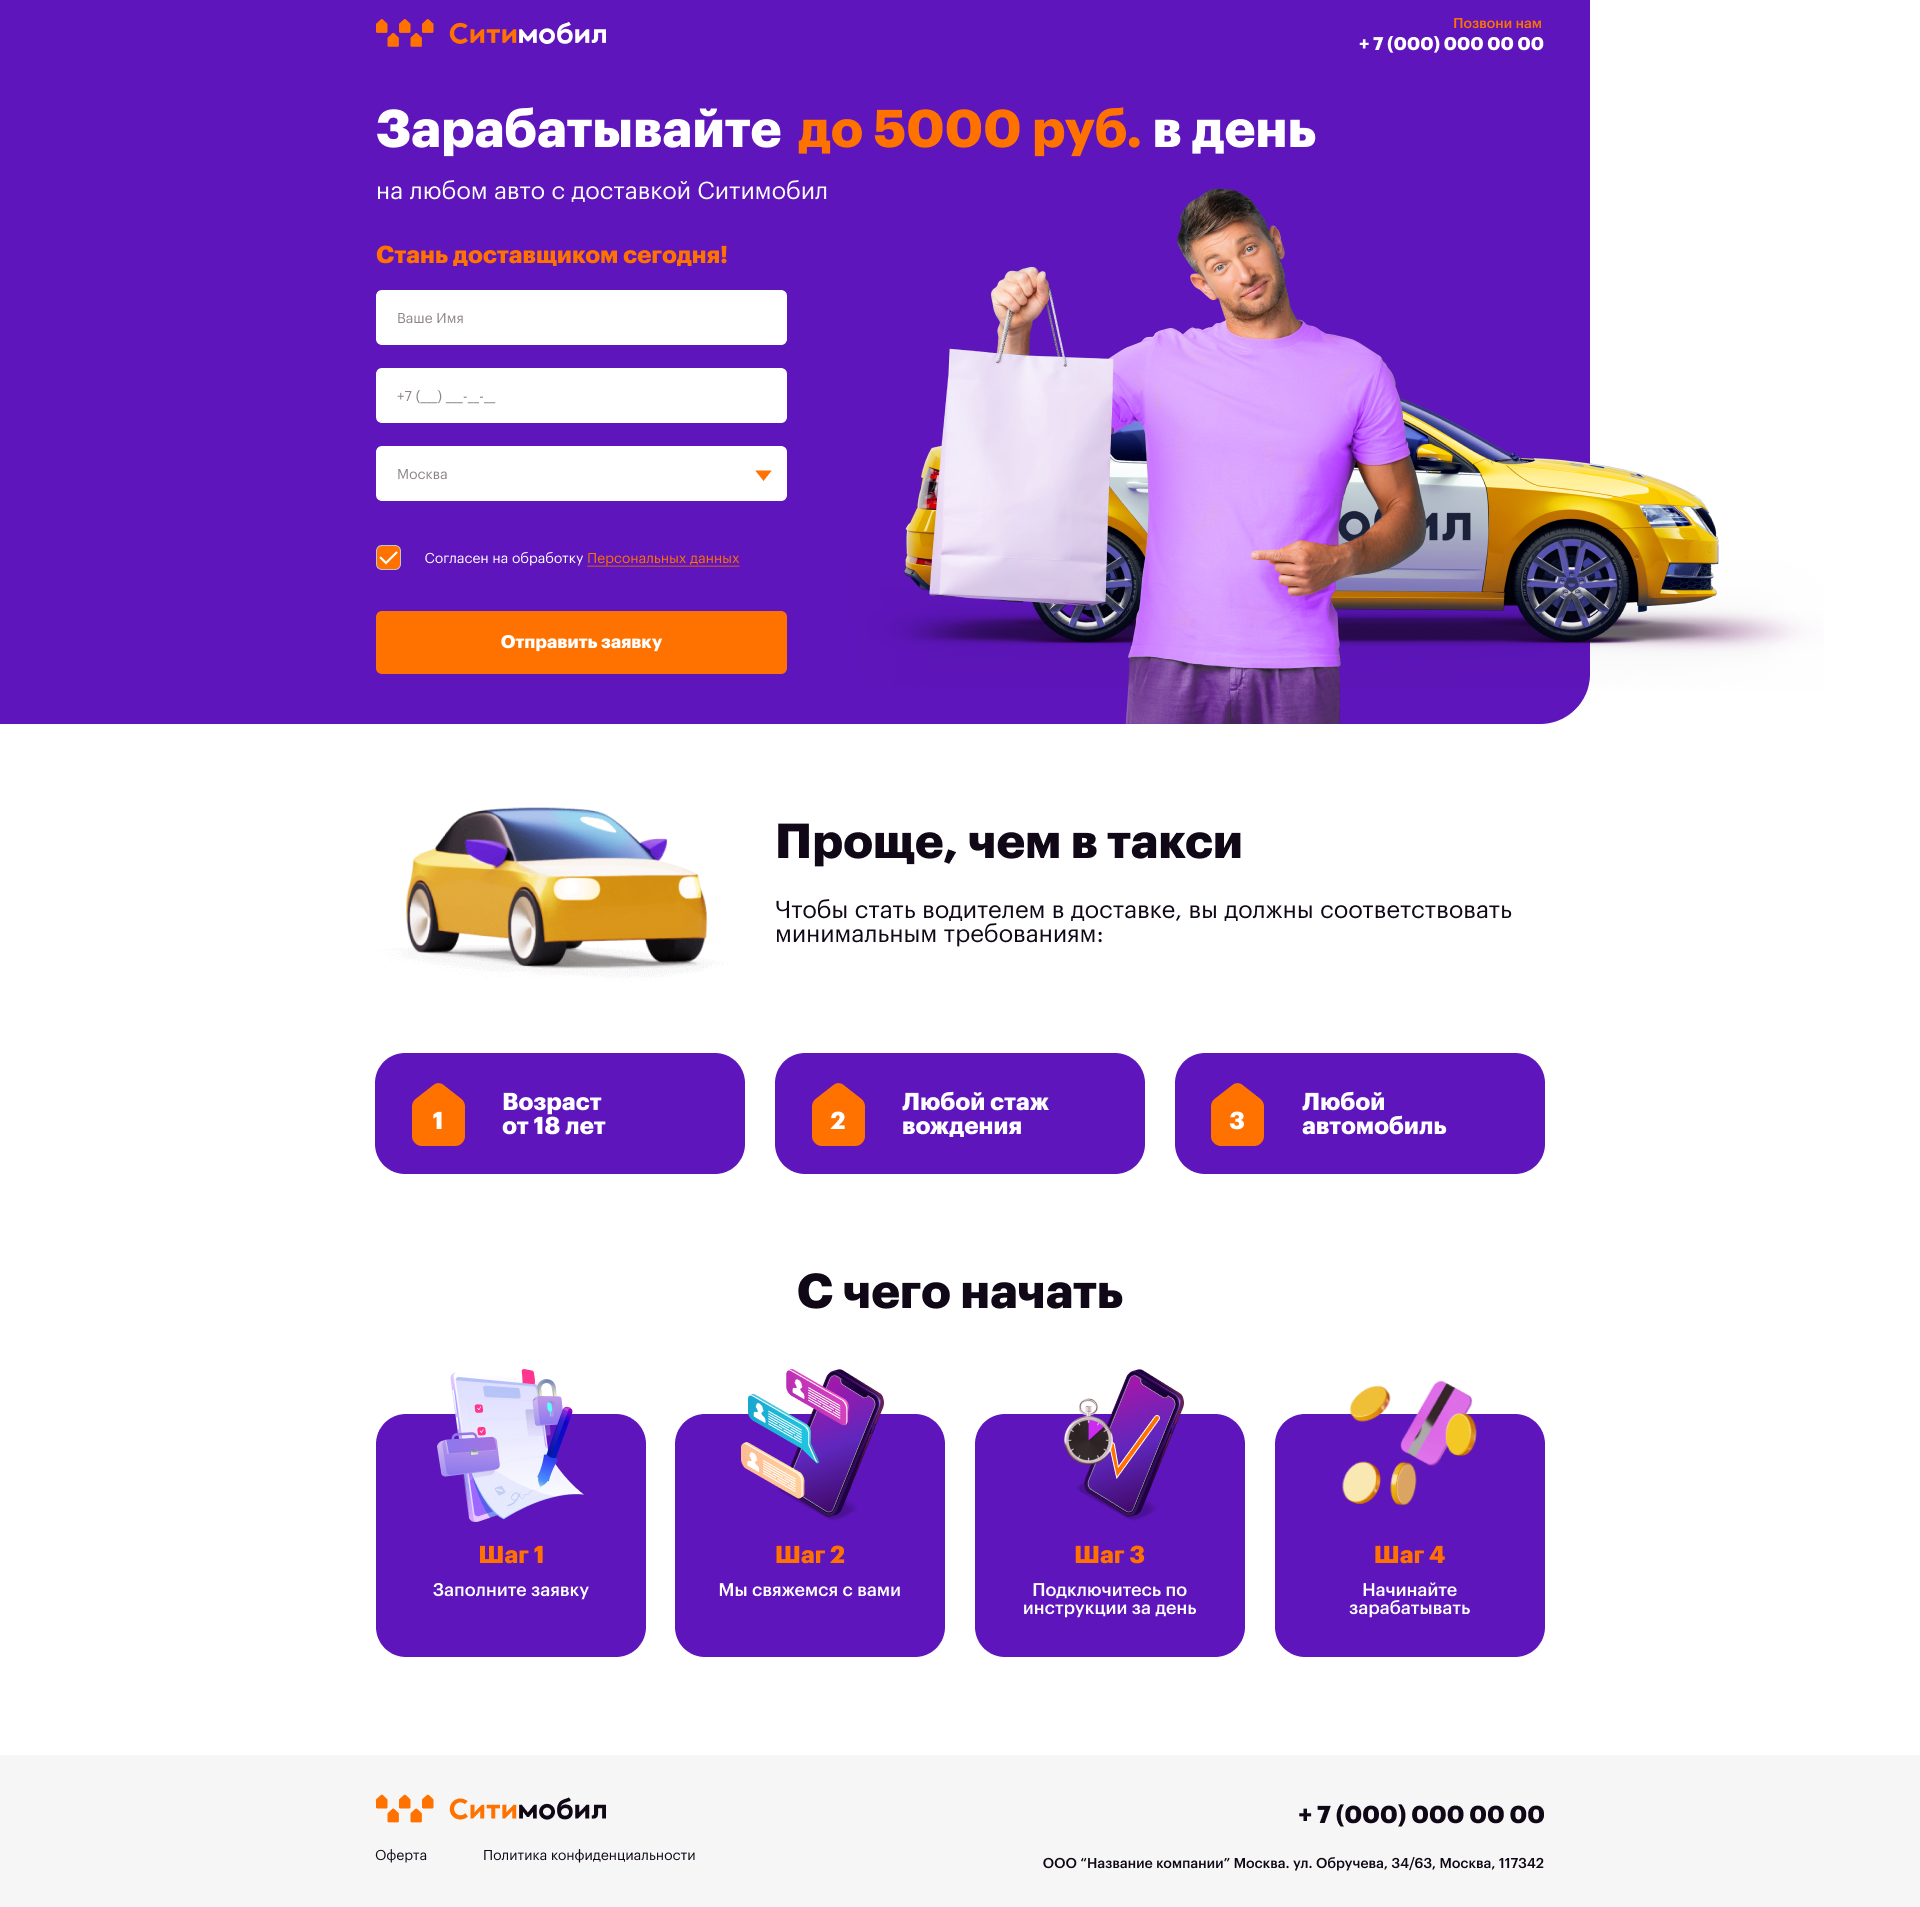 Ситимобил
Позвони нам
+ 7 (000) 000 00 00
Зарабатывайте до 5000 руб. в день
на любом авто с доставкой Ситимобил
Стань доставщиком сегодня!
Ваше Имя
+7 (__) __-_-_
Москва
Согласен на обработку Персональных данных
Отправить заявку
обил
Проще, чем в такси
Чтобы стать водителем в доставке, вы должны соответствовать
минимальным требованиям:
1
Возраст
от 18 лет
2
Любой стаж
вождения
3
Любой
автомобиль
С чего начать
Шаг 1
Заполните заявку
Шаг 2
Мы свяжемся с вами
Шаг 3
Подключитесь по
инструкции за день
Шаг 4
Начинайте
зарабатывать
Ситимобил
+ 7 (000) 000 00 00
Оферта
Политика конфиденциальности
ООО “Название компании” Москва. ул. Обручева, 34/63, Москва, 117342